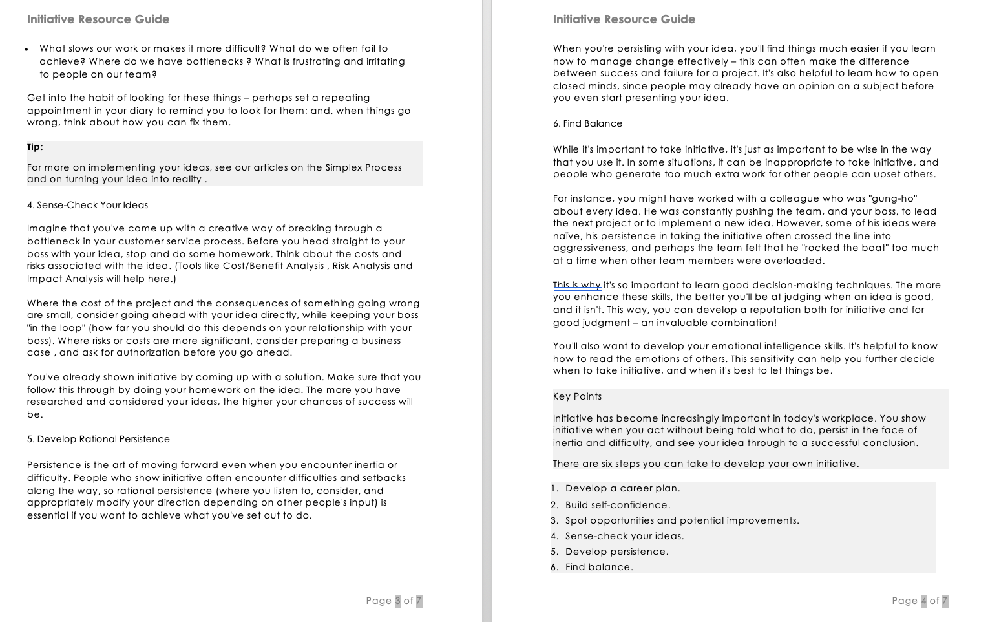 Initiative Resource Guide
• What slows our work or makes it more difficult? What do we often fail to
achieve? Where do we have bottlenecks ? What is frustrating and irritating
to people on our team?
Get into the habit of looking for these things – perhaps set a repeating
appointment in your diary to remind you to look for them; and, when things go
wrong, think about how you can fix them.
Tip:
For more on implementing your ideas, see our articles on the Simplex Process
and on turning your idea into reality .
4. Sense-Check Your Ideas
Imagine that you've come up with a creative way of breaking through a
bottleneck in your customer service process. Before you head straight to your
boss with your idea, stop and do some homework. Think about the costs and
risks associated with the idea. (Tools like Cost/Benefit Analysis , Risk Analysis and
Impact Analysis will help here.)
Where the cost of the project and the consequences of something going wrong
are small, consider going ahead with your idea directly, while keeping your boss
"in the loop" (how far you should do this depends on your relationship with your
boss). Where risks or costs are more significant, consider preparing a business
case , and ask for authorization before you go ahead.
You've already shown initiative by coming up with a solution. Make sure that you
follow this through by doing your homework on the idea. The more you have
researched and considered your ideas, the higher your chances of success will
be.
5. Develop Rational Persistence
Persistence is the art of moving forward even when you encounter inertia or
difficulty. People who show initiative often encounter difficulties and setbacks
along the way, so rational persistence (where you listen to, consider, and
appropriately modify your direction depending on other people's input) is
essential if you want to achieve what you've set out to do.
Page 3 of 7
Initiative Resource Guide
When you're persisting with your idea, you'll find things much easier if you learn
how to manage change effectively – this can often make the difference
between success and failure for a project. It's also helpful to learn how to open
closed minds, since people may already have an opinion on a subject before
you even start presenting your idea.
6. Find Balance
While it's important to take initiative, it's just as important to be wise in the way
that you use it. In some situations, it can be inappropriate to take initiative, and
people who generate too much extra work for other people can upset others.
For instance, you might have worked with a colleague who was "gung-ho"
about every idea. He was constantly pushing the team, and your boss, to lead
the next project or to implement a new idea. However, some of his ideas were
naïve, his persistence in taking the initiative often crossed the line into
aggressiveness, and perhaps the team felt that he "rocked the boat" too much
at a time when other team members were overloaded.
This is why it's so important to learn good decision-making techniques. The more
you enhance these skills, the better you'll be at judging when an idea is good,
and it isn't. This way, you can develop a reputation both for initiative and for
good judgment – an invaluable combination!
You'll also want to develop your emotional intelligence skills. It's helpful to know
how to read the emotions of others. This sensitivity can help you further decide
when to take initiative, and when it's best to let things be.
Key Points
Initiative has become increasingly important in today's workplace. You show
initiative when you act without being told what to do, persist in the face of
inertia and difficulty, and see your idea through to a successful conclusion.
There are six steps you can take to develop your own initiative.
1. Develop a career plan.
2. Build self-confidence.
3. Spot opportunities and potential improvements.
4. Sense-check your ideas.
5. Develop persistence.
6. Find balance.
Page 4 of 7